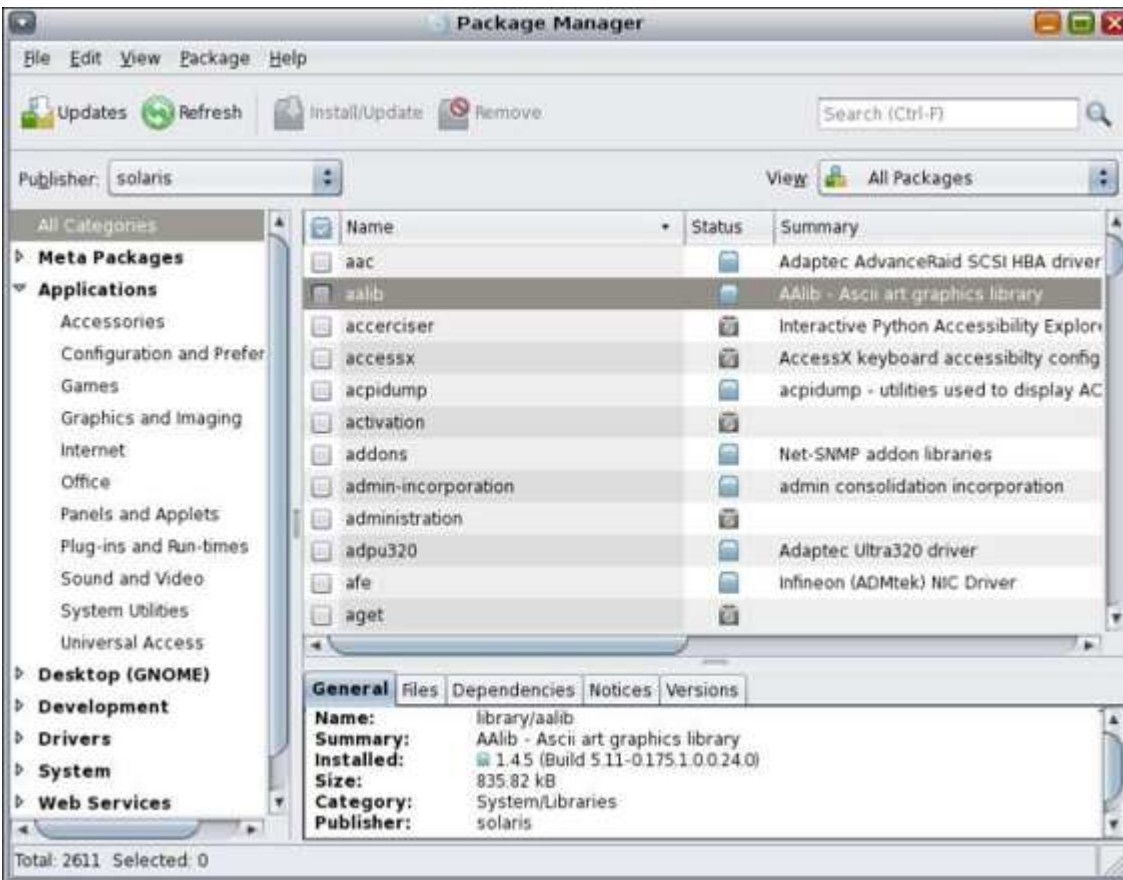 Package Manager
File Edit View Package Help
Updates Refresh Install/Update Remove Search (Ctrl-F)
Publisher: solaris View: All Packages
All Categories
Meta Packages
Applications
Accessories
Configuration and Prefer
Games
Graphics and Imaging
Internet
Office
Panels and Applets
Plug-ins and Run-times
Sound and Video
System Utilities
Universal Access
Desktop (GNOME)
Development
Drivers
System
Web Services
Name Status Summary
aac Adaptec AdvanceRaid SCSI HBA driver
aalib AAlib - Ascii art graphics library
accerciser Interactive Python Accessibility Explore
accessx AccessX keyboard accessibilty config
acpidump acpidump - utilities used to display AC
activation
addons Net-SNMP addon libraries
admin-incorporation admin consolidation incorporation
administration
adpu320 Adaptec Ultra320 driver
afe Infineon (ADMtek) NIC Driver
aget
General Files Dependencies Notices Versions
Name: library/aalib
Summary: AAlib - Ascii art graphics library
Installed: 1.4.5 (Build 5.11-0.175.1.0.0.24.0)
Size: 835.82 kB
Category: System/Libraries
Publisher: solaris
Total: 2611 Selected: 0